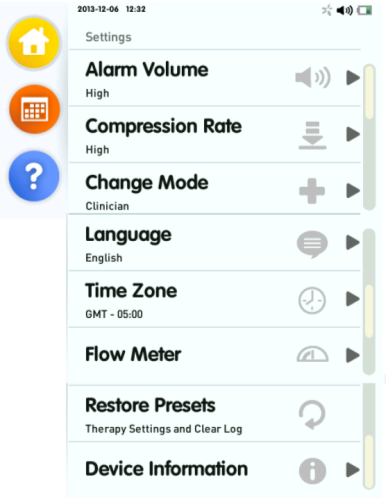 2013-12-06 12:32
Settings
Alarm Volume
High
Compression Rate
High
Change Mode
Clinician
Language
English
Time Zone
GMT - 05:00
Flow Meter
Restore Presets
Therapy Settings and Clear Log
Device Information
?
i